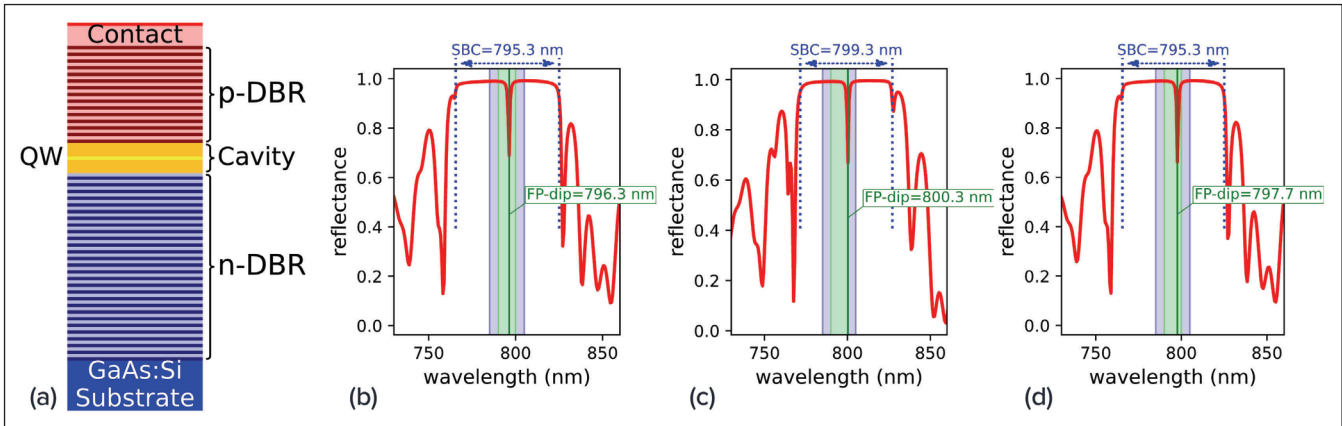 Contact
p-DBR
QW
Cavity
n-DBR
GaAs:Si
Substrate
(a)
SBC=795.3 nm
1.0
0.8
0.6
0.4
0.2
0.0
reflectance
FP-dip=796.3 nm
750
800
850
wavelength (nm)
(b)
SBC=799.3 nm
1.0
0.8
0.6
0.4
0.2
0.0
reflectance
FP-dip=800.3 nm
750
800
850
wavelength (nm)
(c)
SBC=795.3 nm
1.0
0.8
0.6
0.4
0.2
0.0
reflectance
FP-dip=797.7 nm
750
800
850
wavelength (nm)
(d)